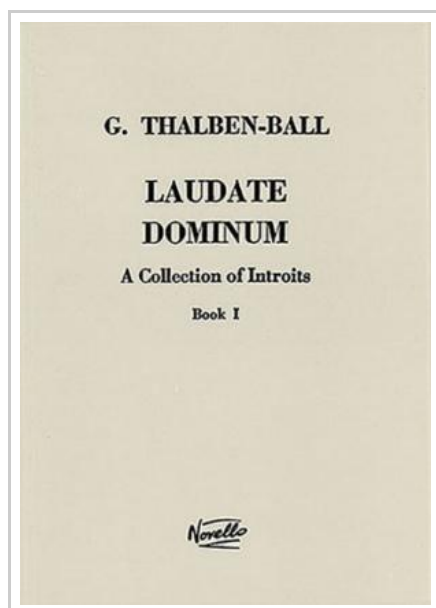 G. THALBEN-BALL
LAUDATE
DOMINUM
A Collection of Introits
Book I
Novello